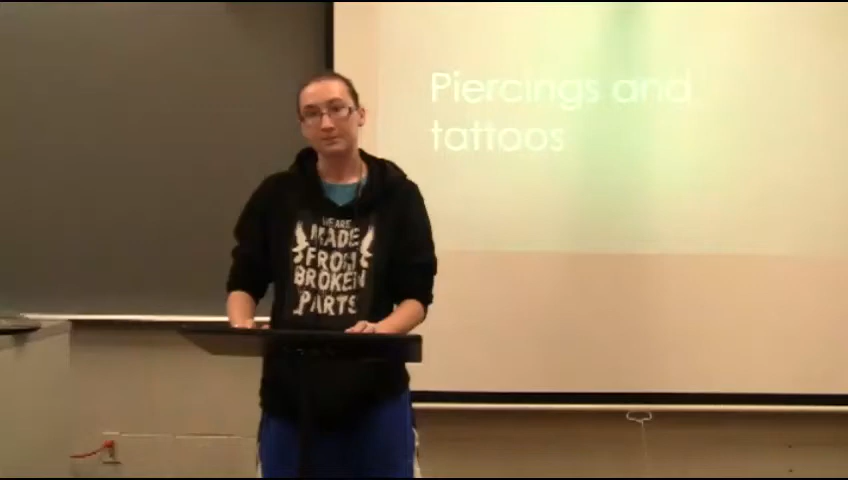 Piercings and
tattoos
WE ARE
MADE
FROM
BROKEN
PARTS